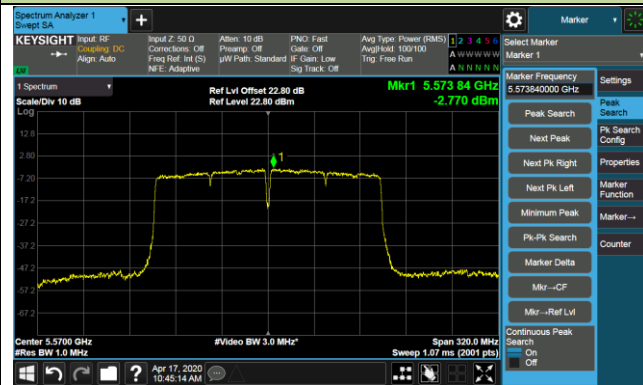 Spectrum Analyzer 1
Swept SA
Marker
KEYSIGHT
Input: RF
Coupling: DC
Align: Auto
Input Z: 50 Ω
Corrections: Off
Freq Ref: Int (S)
NFE: Adaptive
Atten: 10 dB
Preamp: Off
µW Path: Standard
PNO: Fast
Gate: Off
IF Gain: Low
Sig Track: Off
Avg Type: Power (RMS)
Avg|Hold: 100/100
Trig: Free Run
1 2 3 4 5 6
A W W W W W
A N N N N N
Select Marker
Marker 1
1 Spectrum
Scale/Div 10 dB
Ref Lvl Offset 22.80 dB
Ref Level 22.80 dBm
Mkr1 5.573 84 GHz
-2.770 dBm
Log
12.8
2.80
-7.20
-17.2
-27.2
-37.2
-47.2
-57.2
-67.2
1
Center 5.5700 GHz
#Res BW 1.0 MHz
#Video BW 3.0 MHz*
Span 320.0 MHz
Sweep 1.07 ms (2001 pts)
Marker Frequency
5.573840000 GHz
Peak Search
Next Peak
Next Pk Right
Next Pk Left
Minimum Peak
Pk-Pk Search
Marker Delta
Mkr→CF
Mkr→Ref Lvl
Continuous Peak
Search
On
Off
Settings
Peak
Search
Pk Search
Config
Properties
Marker
Function
Marker→
Counter
Apr 17, 2020
10:45:14 AM